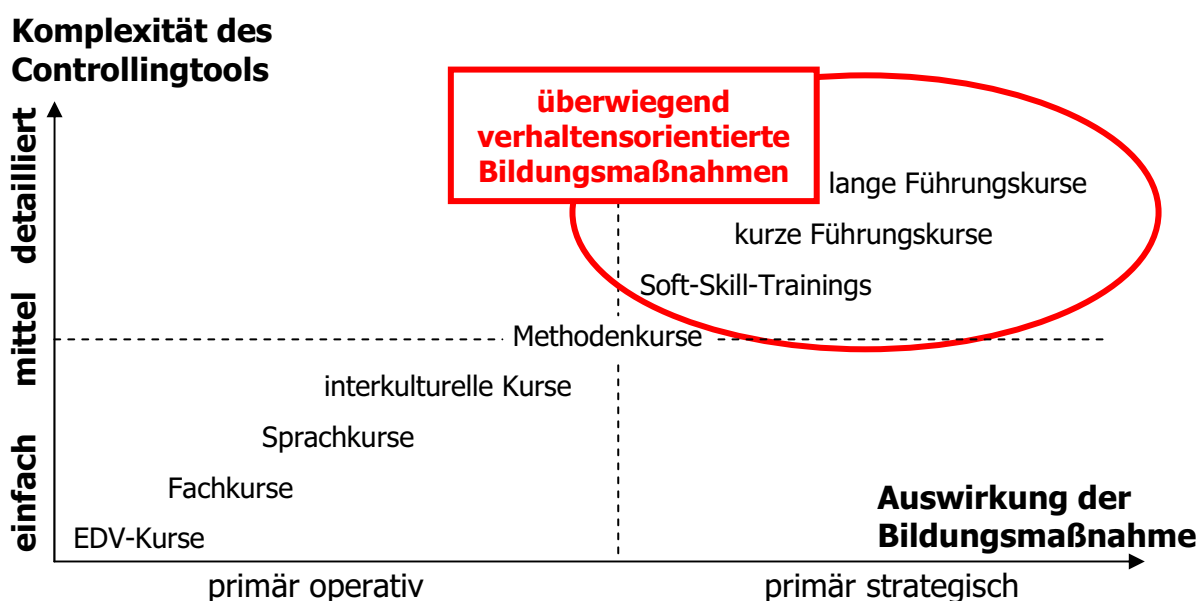 Komplexität des
Controllingtools
überwiegend
verhaltensorientierte
Bildungsmaßnahmen
detailliert
mittel
einfach
lange Führungskurse
kurze Führungskurse
Soft-Skill-Trainings
Methodenkurse
interkulturelle Kurse
Sprachkurse
Fachkurse
EDV-Kurse
Auswirkung der
Bildungsmaßnahme
primär operativ
primär strategisch